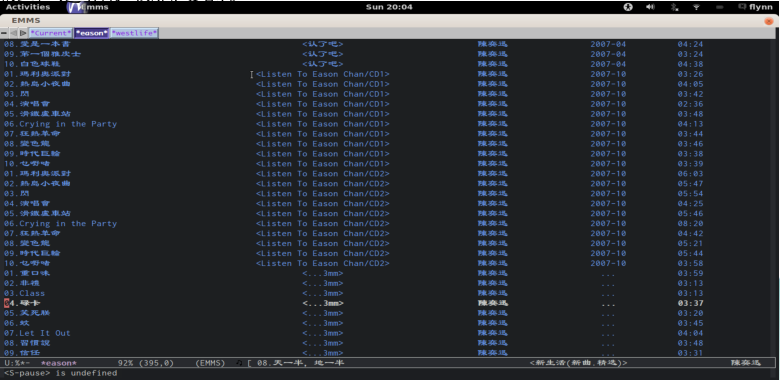 Activities Emms Sun 20:04 flynn
EMMS
*Current* *eason* *westlife*
08.愛是一本書 <认了吧> 陳奕迅 2007-04 04:24
09.第一個雅皮士 <认了吧> 陳奕迅 2007-04 03:24
10.白色球鞋 <认了吧> 陳奕迅 2007-04 04:38
01.瑪利奧派對 <Listen To Eason Chan/CD1> 陳奕迅 2007-10 03:26
02.熱島小夜曲 <Listen To Eason Chan/CD1> 陳奕迅 2007-10 04:05
03.閃 <Listen To Eason Chan/CD1> 陳奕迅 2007-10 03:42
04.演唱會 <Listen To Eason Chan/CD1> 陳奕迅 2007-10 02:36
05.滑鐵盧車站 <Listen To Eason Chan/CD1> 陳奕迅 2007-10 03:48
06.Crying in the Party <Listen To Eason Chan/CD1> 陳奕迅 2007-10 04:13
07.狂熱革命 <Listen To Eason Chan/CD1> 陳奕迅 2007-10 03:44
08.變色龍 <Listen To Eason Chan/CD1> 陳奕迅 2007-10 03:46
09.時代巨輪 <Listen To Eason Chan/CD1> 陳奕迅 2007-10 03:38
10.乜嘢啫 <Listen To Eason Chan/CD1> 陳奕迅 2007-10 03:39
01.瑪利奧派對 <Listen To Eason Chan/CD2> 陳奕迅 2007-10 06:03
02.熱島小夜曲 <Listen To Eason Chan/CD2> 陳奕迅 2007-10 05:47
03.閃 <Listen To Eason Chan/CD2> 陳奕迅 2007-10 05:54
04.演唱會 <Listen To Eason Chan/CD2> 陳奕迅 2007-10 04:25
05.滑鐵盧車站 <Listen To Eason Chan/CD2> 陳奕迅 2007-10 05:46
06.Crying in the Party <Listen To Eason Chan/CD2> 陳奕迅 2007-10 08:20
07.狂熱革命 <Listen To Eason Chan/CD2> 陳奕迅 2007-10 04:42
08.變色龍 <Listen To Eason Chan/CD2> 陳奕迅 2007-10 05:21
09.時代巨輪 <Listen To Eason Chan/CD2> 陳奕迅 2007-10 05:44
10.乜嘢啫 <Listen To Eason Chan/CD2> 陳奕迅 2007-10 03:58
01.重口味 <...3mm> 陳奕迅 ... 03:59
02.非禮 <...3mm> 陳奕迅 ... 03:13
03.Class <...3mm> 陳奕迅 ... 03:13
04.碌卡 <...3mm> 陳奕迅 ... 03:37
05.笑死朕 <...3mm> 陳奕迅 ... 03:20
06.蚊 <...3mm> 陳奕迅 ... 03:45
07.Let It Out <...3mm> 陳奕迅 ... 04:04
08.習慣說 <...3mm> 陳奕迅 ... 03:48
09.信任 <...3mm> 陳奕迅 ... 03:31
U:%*- *eason* 92% (395,0) (EMMS) [ 08.天一半, 地一半 <新生活(新曲.精选)> 陳奕迅
<S-pause> is undefined